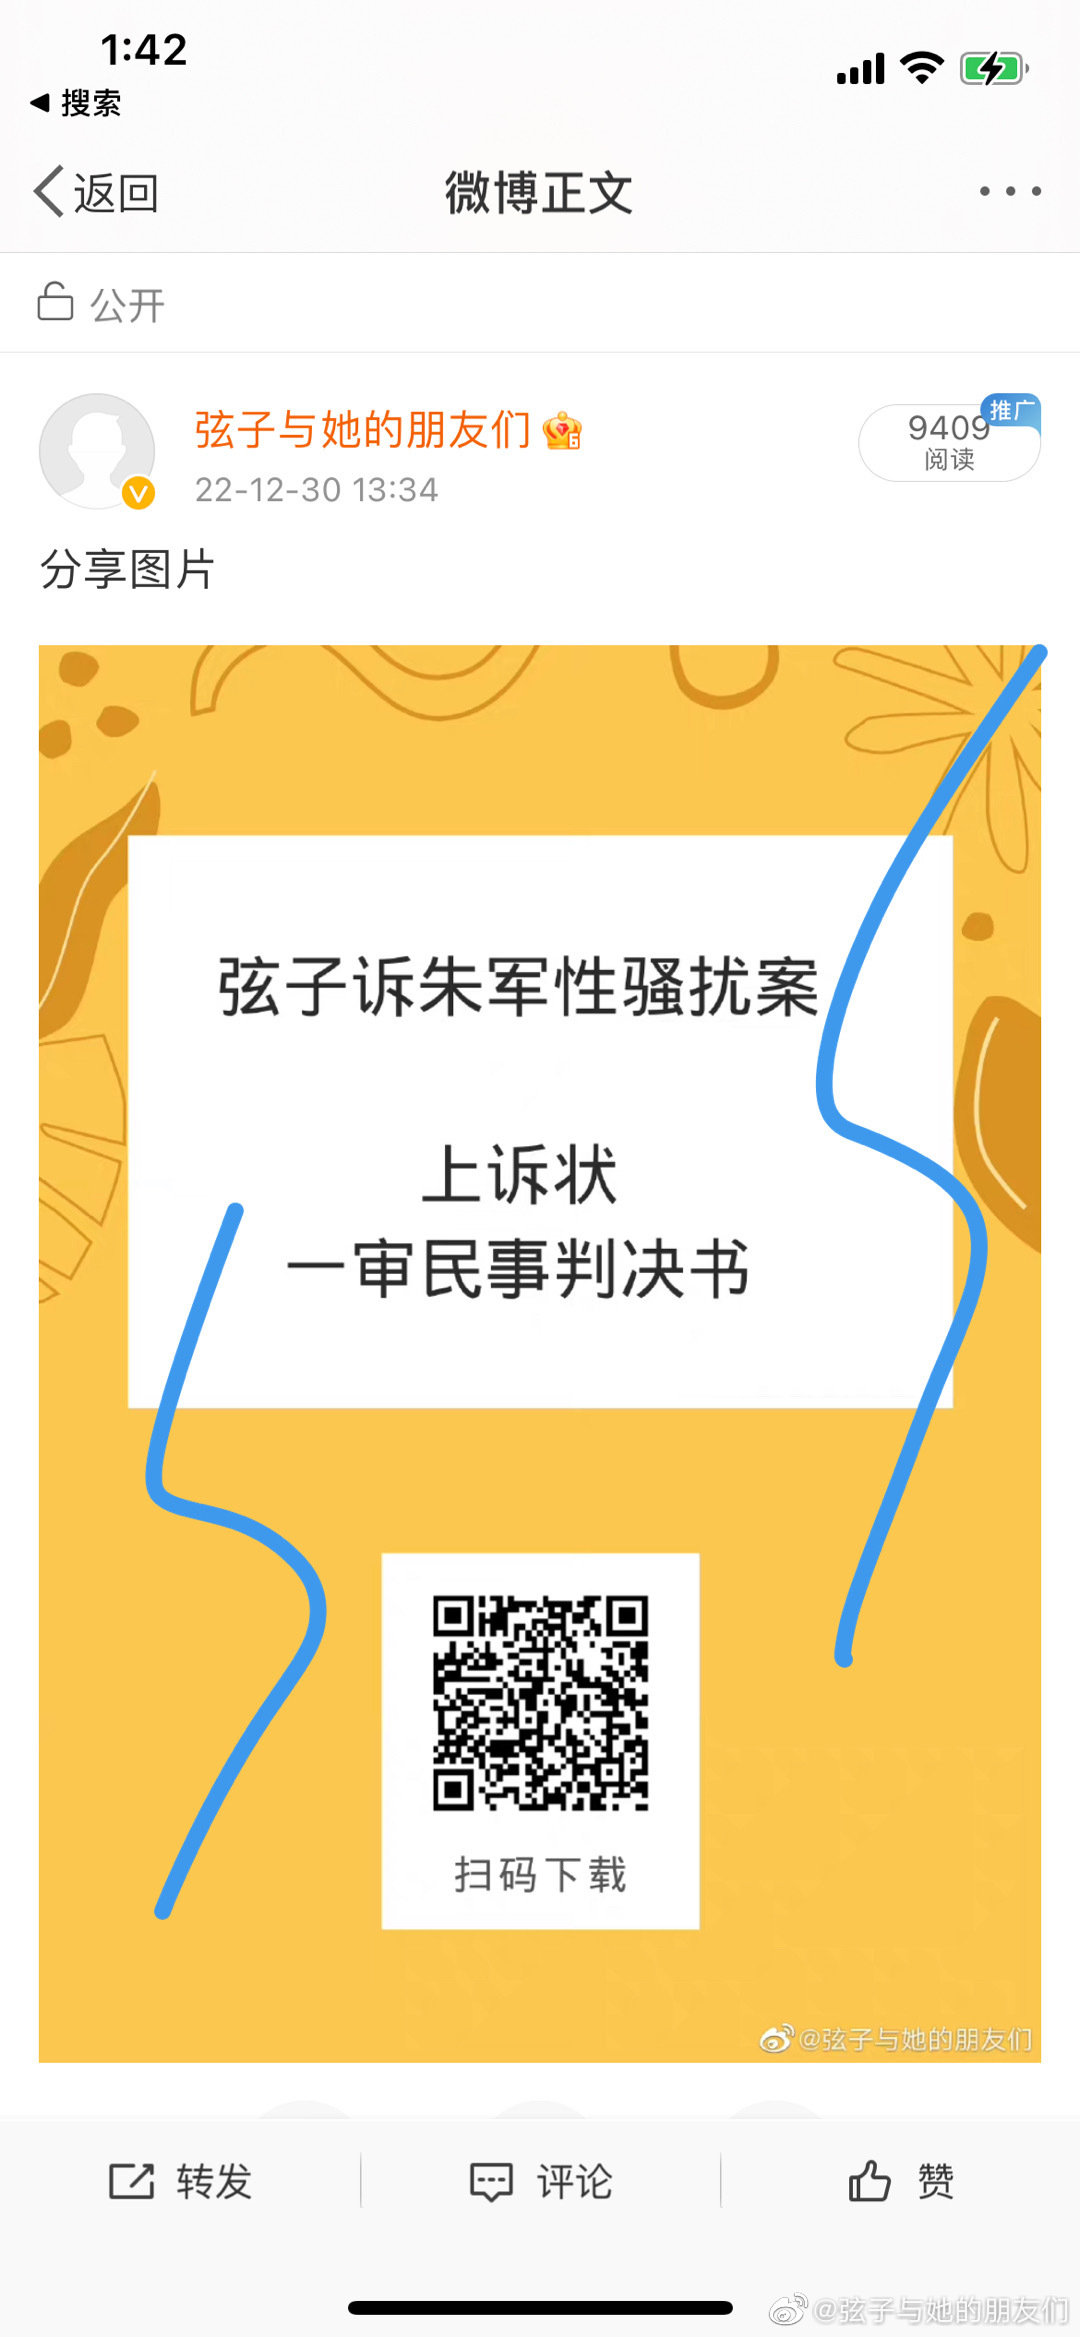 1:42
搜索
返回
微博正文
公开
弦子与她的朋友们
6
推广
9409
阅读
22-12-30 13:34
分享图片
弦子诉朱军性骚扰案
上诉状
一审民事判决书
扫码下载
@弦子与她的朋友们
转发
评论
赞
@弦子与她的朋友们